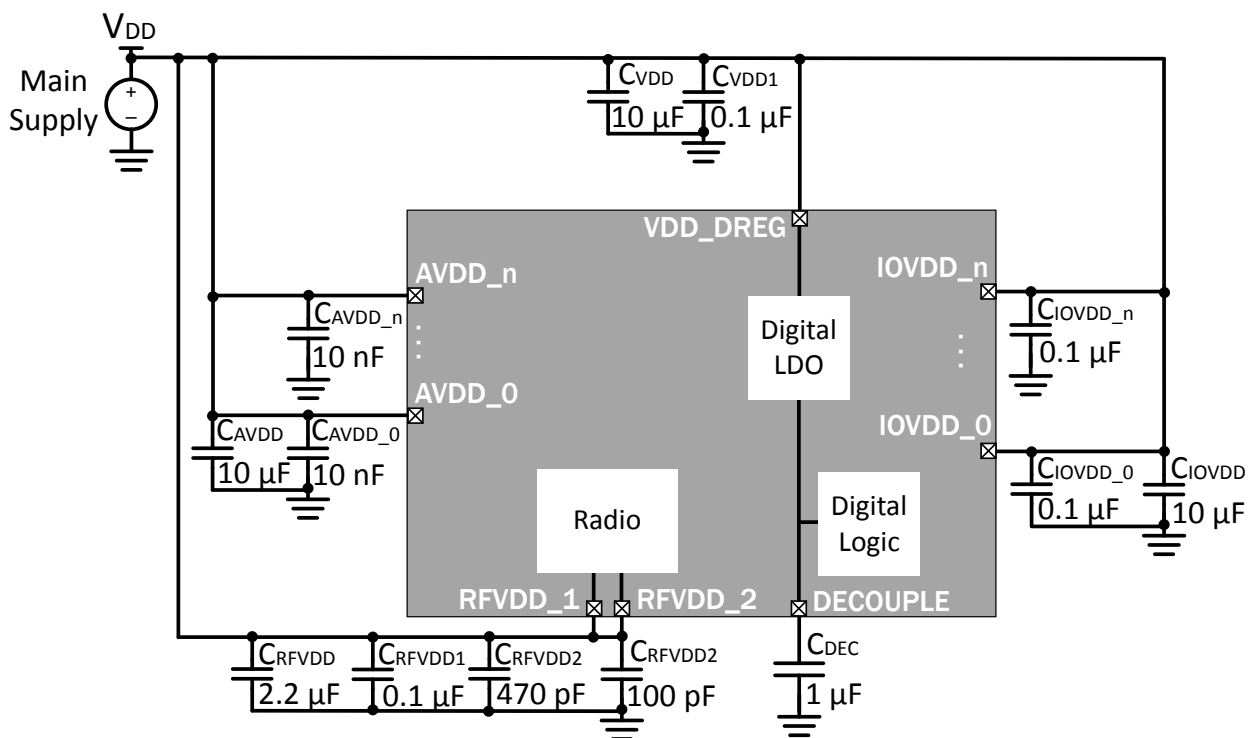 VDD
Main
Supply
+
–
CVDD
10 µF
CVDD1
0.1 µF
VDD_DREG
AVDD_n
IOVDD_n
CAVDD_n
10 nF
CIOVDD_n
0.1 µF
Digital
LDO
AVDD_0
IOVDD_0
CAVDD
10 µF
CAVDD_0
10 nF
CIOVDD_0
0.1 µF
CIOVDD
10 µF
Radio
Digital
Logic
RFVDD_1
RFVDD_2
DECOUPLE
CRFVDD
2.2 µF
CRFVDD1
0.1 µF
CRFVDD2
470 pF
CRFVDD2
100 pF
CDEC
1 µF